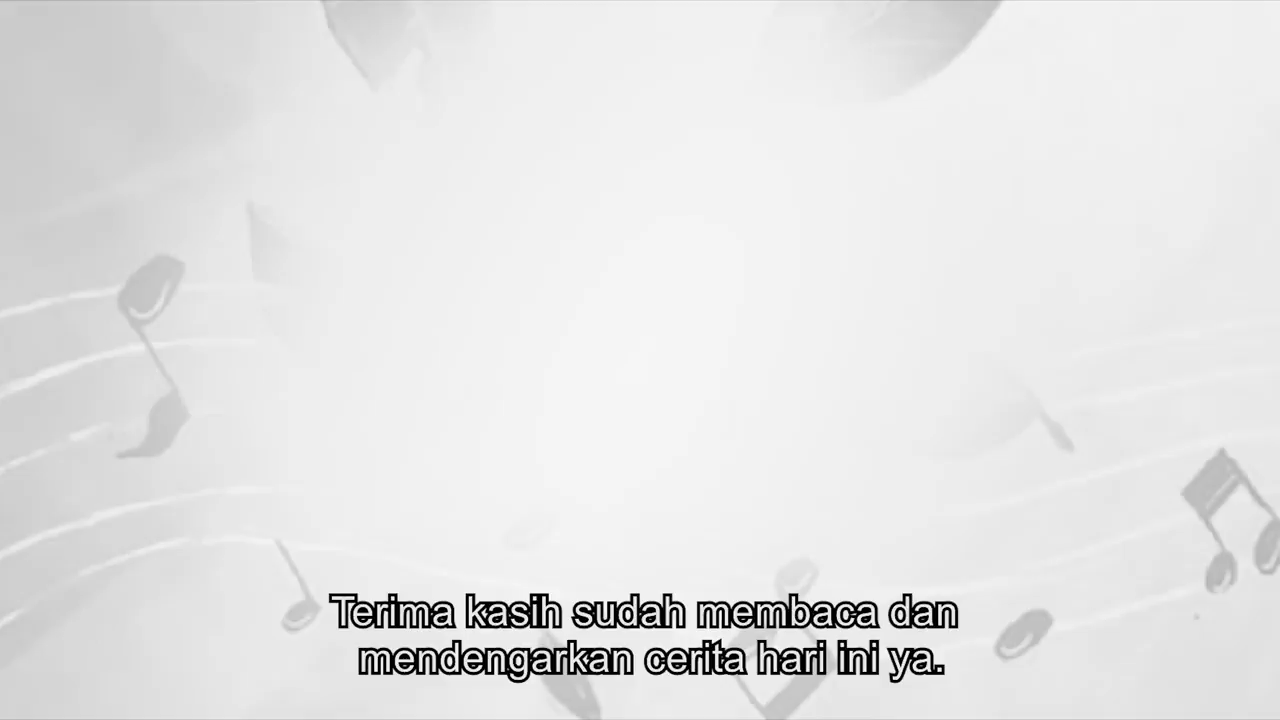 Terima kasih sudah membaca dan
mendengarkan cerita hari ini ya.